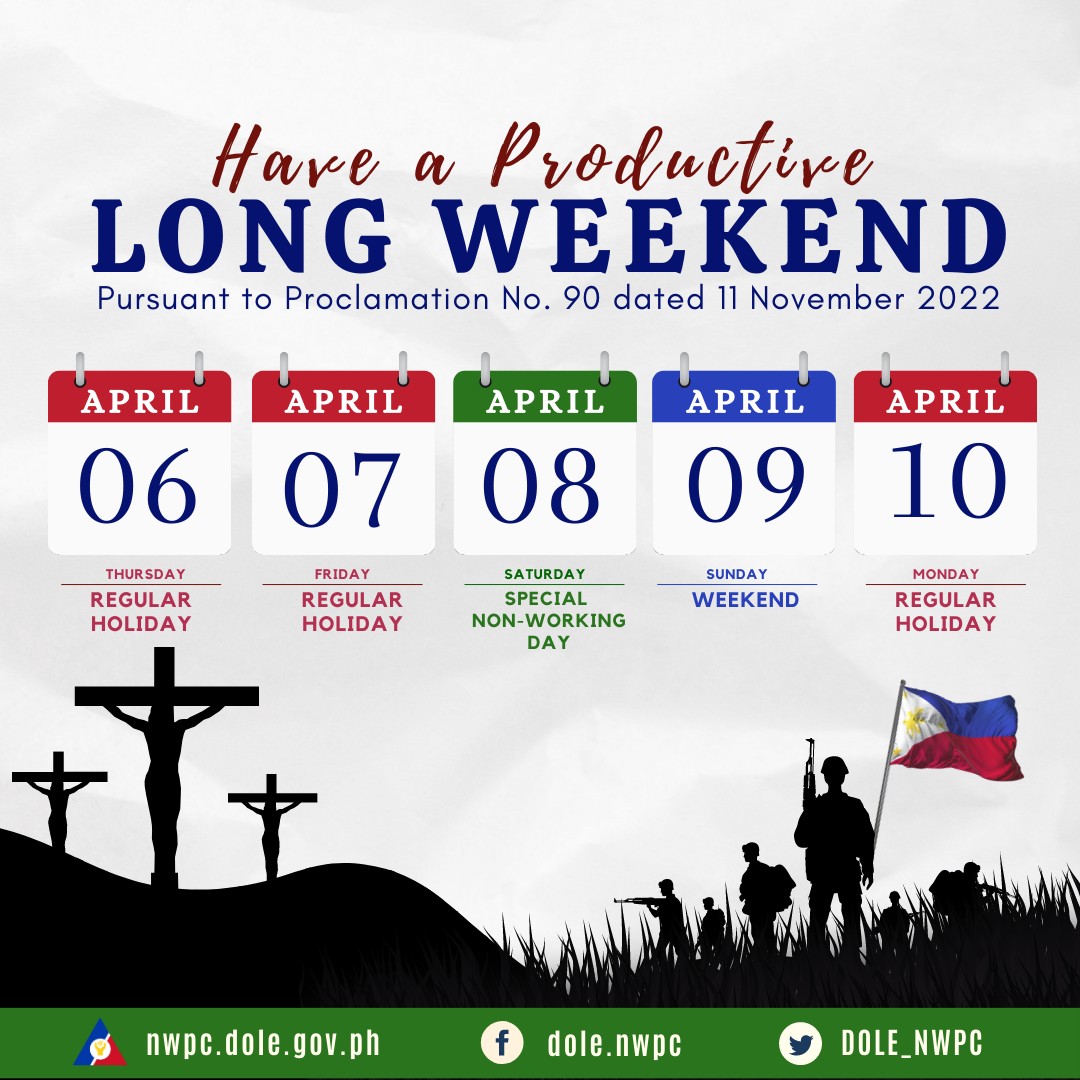 Have a Productive
LONG WEEKEND
Pursuant to Proclamation No. 90 dated 11 November 2022
APRIL
06
THURSDAY
REGULAR
HOLIDAY
APRIL
07
FRIDAY
REGULAR
HOLIDAY
APRIL
08
SATURDAY
SPECIAL
NON-WORKING
DAY
APRIL
09
SUNDAY
WEEKEND
APRIL
10
MONDAY
REGULAR
HOLIDAY
nwpc.dole.gov.ph
dole.nwpc
DOLE_NWPC